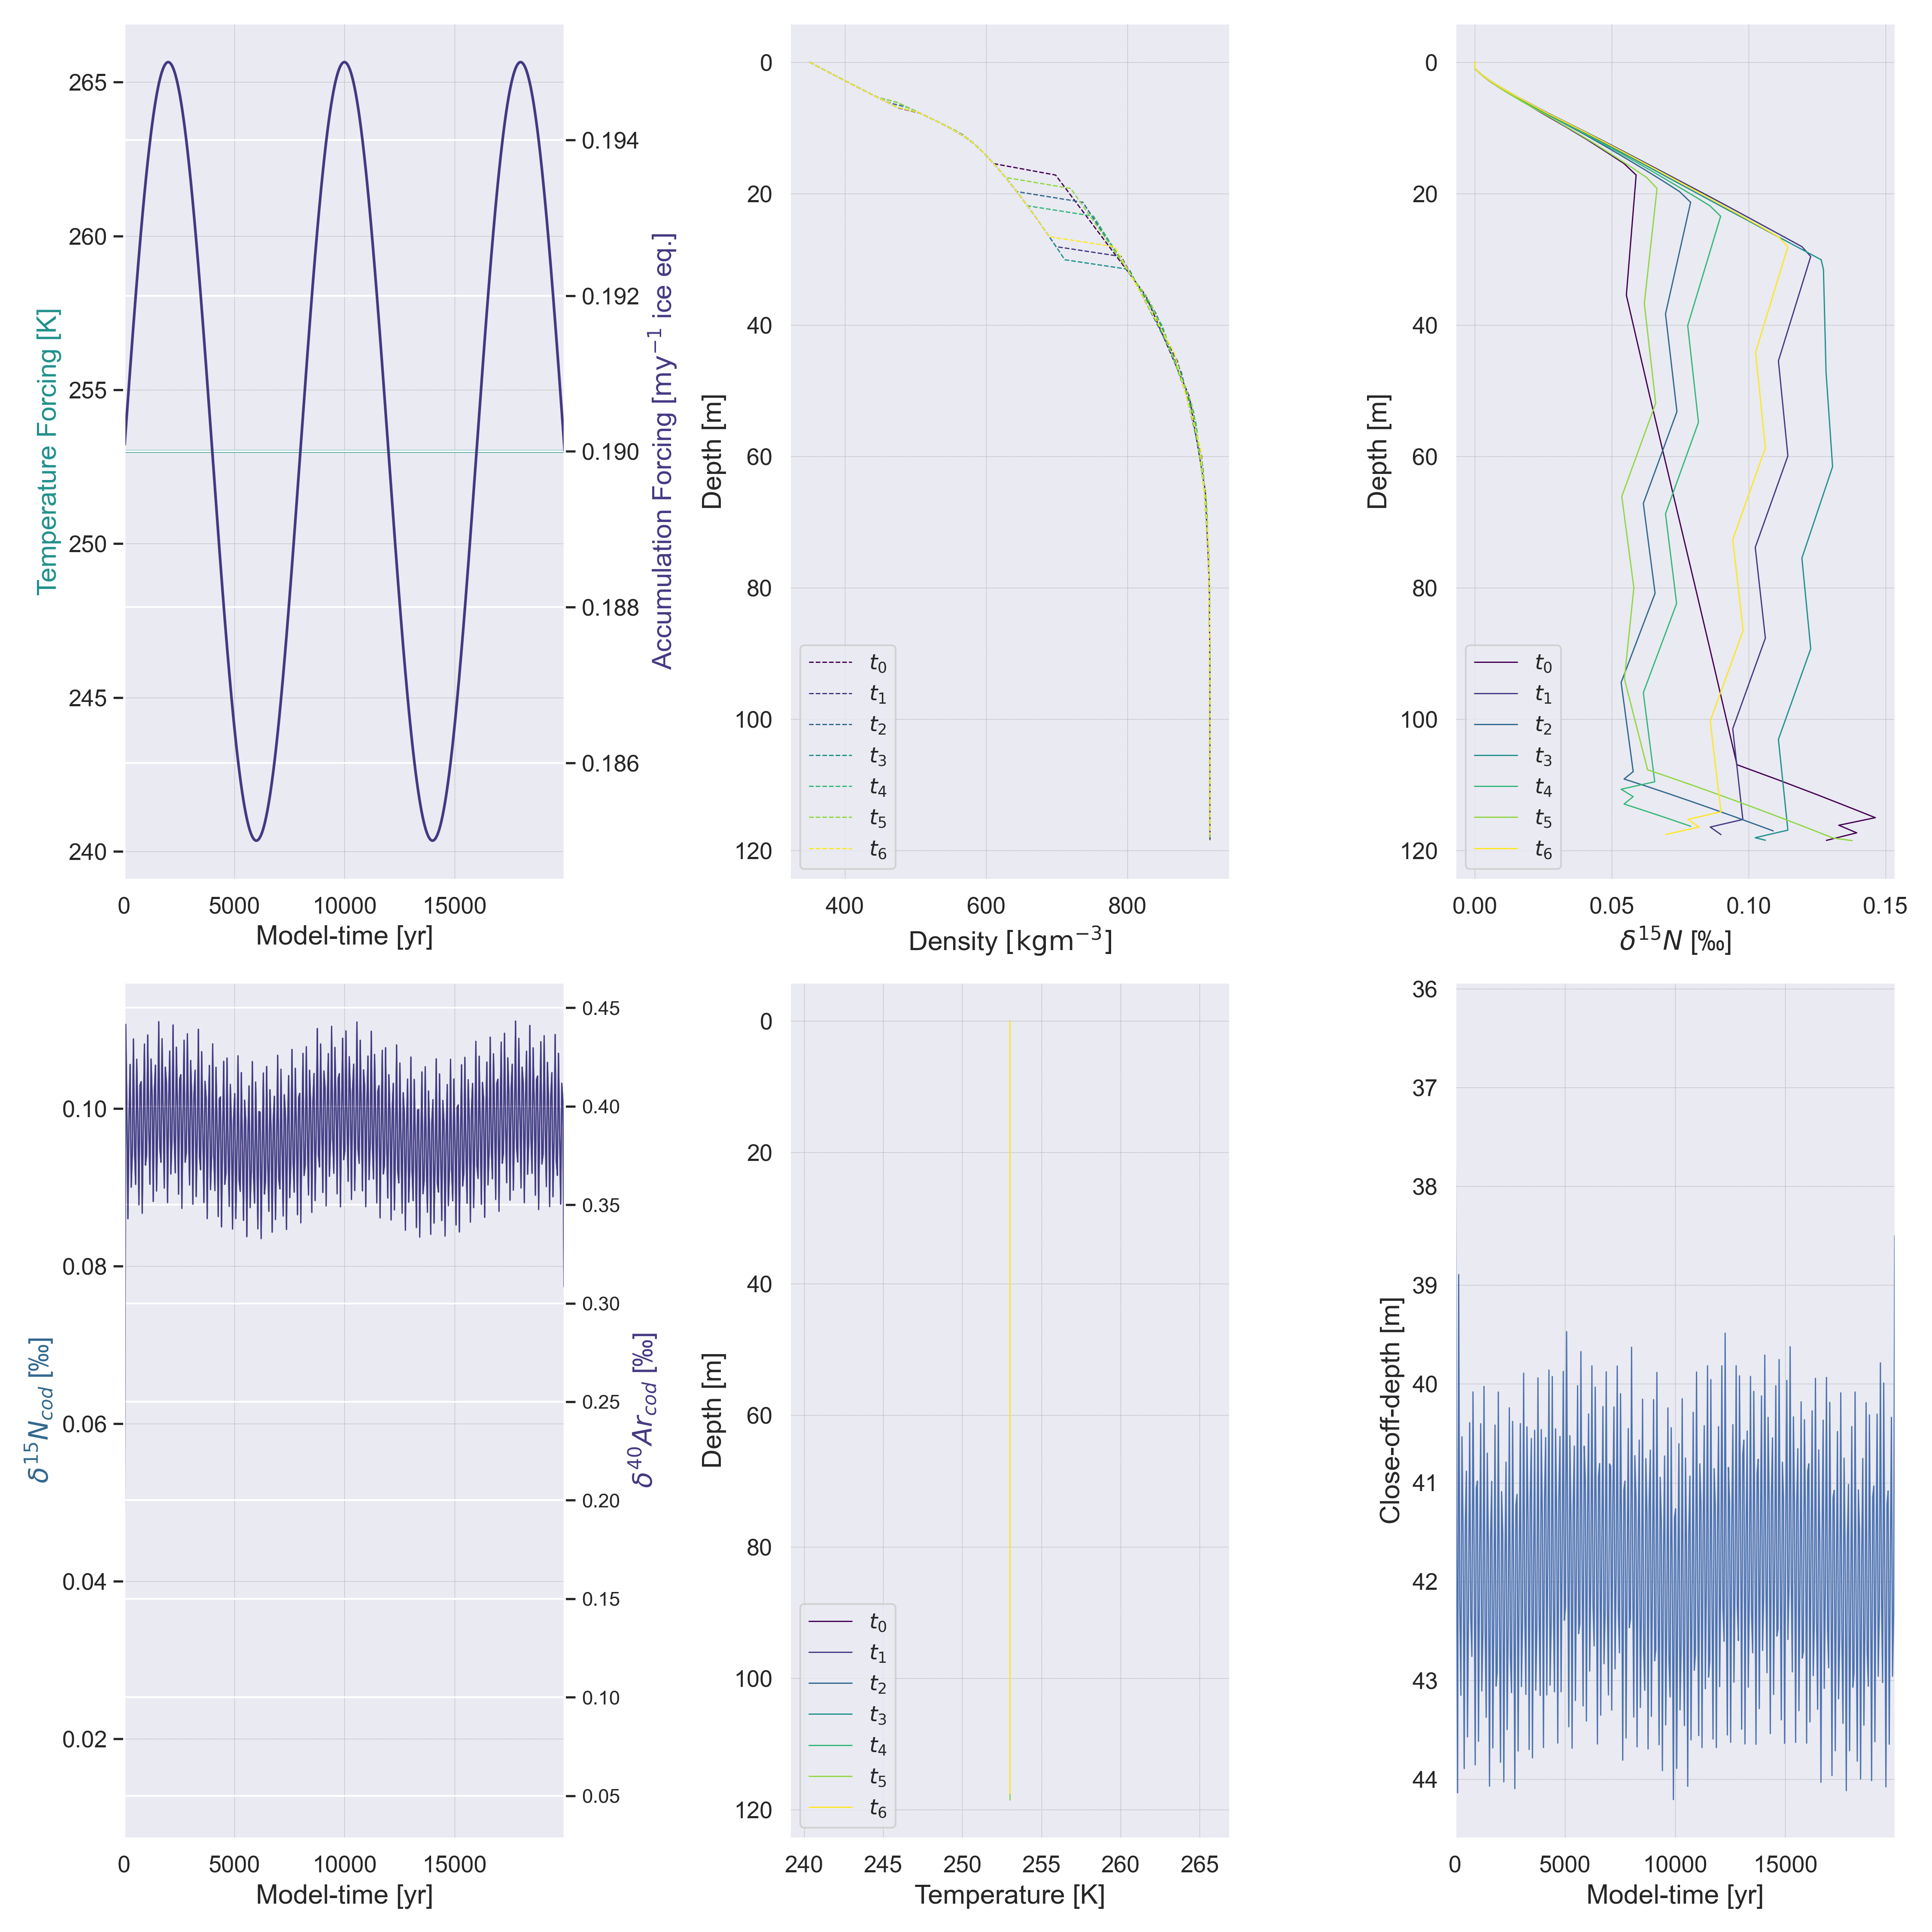 265
260
255
250
245
240
Temperature Forcing [K]
0.194
0.192
0.190
0.188
0.186
Accumulation Forcing [my⁻¹ ice eq.]
0 5000 10000 15000
Model-time [yr]
0
20
40
60
80
100
120
Depth [m]
t₀
t₁
t₂
t₃
t₄
t₅
t₆
400 600 800
Density [kgm⁻³]
0
20
40
60
80
100
120
Depth [m]
t₀
t₁
t₂
t₃
t₄
t₅
t₆
0.00 0.05 0.10 0.15
δ¹⁵N [‰]
0.10
0.08
0.06
0.04
0.02
δ¹⁵N_cod [‰]
0.45
0.40
0.35
0.30
0.25
0.20
0.15
0.10
0.05
δ⁴⁰Ar_cod [‰]
0 5000 10000 15000
Model-time [yr]
0
20
40
60
80
100
120
Depth [m]
t₀
t₁
t₂
t₃
t₄
t₅
t₆
240 245 250 255 260 265
Temperature [K]
36
37
38
39
40
41
42
43
44
Close-off-depth [m]
0 5000 10000 15000
Model-time [yr]